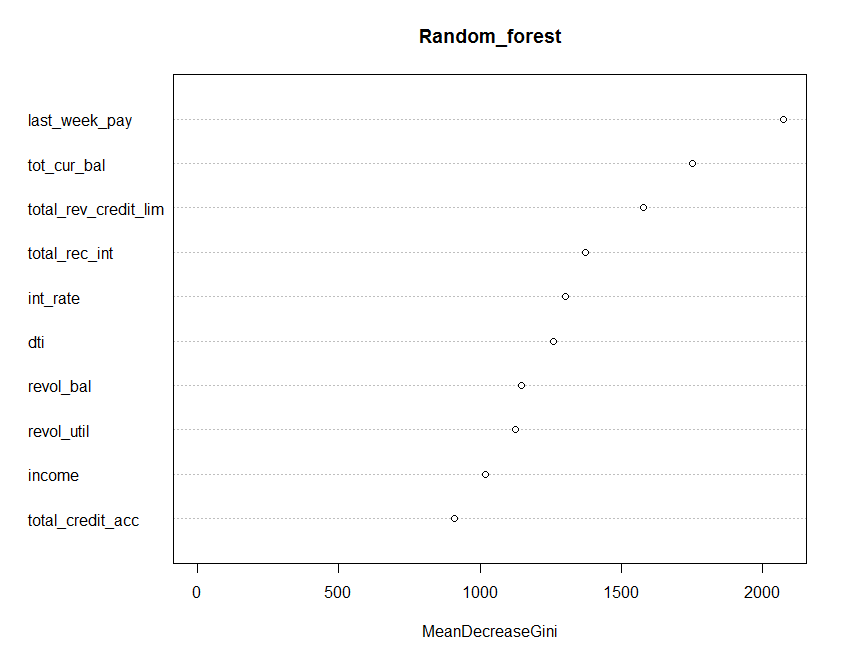 Random_forest
last_week_pay
tot_cur_bal
total_rev_credit_lim
total_rec_int
int_rate
dti
revol_bal
revol_util
income
total_credit_acc
0 500 1000 1500 2000
MeanDecreaseGini